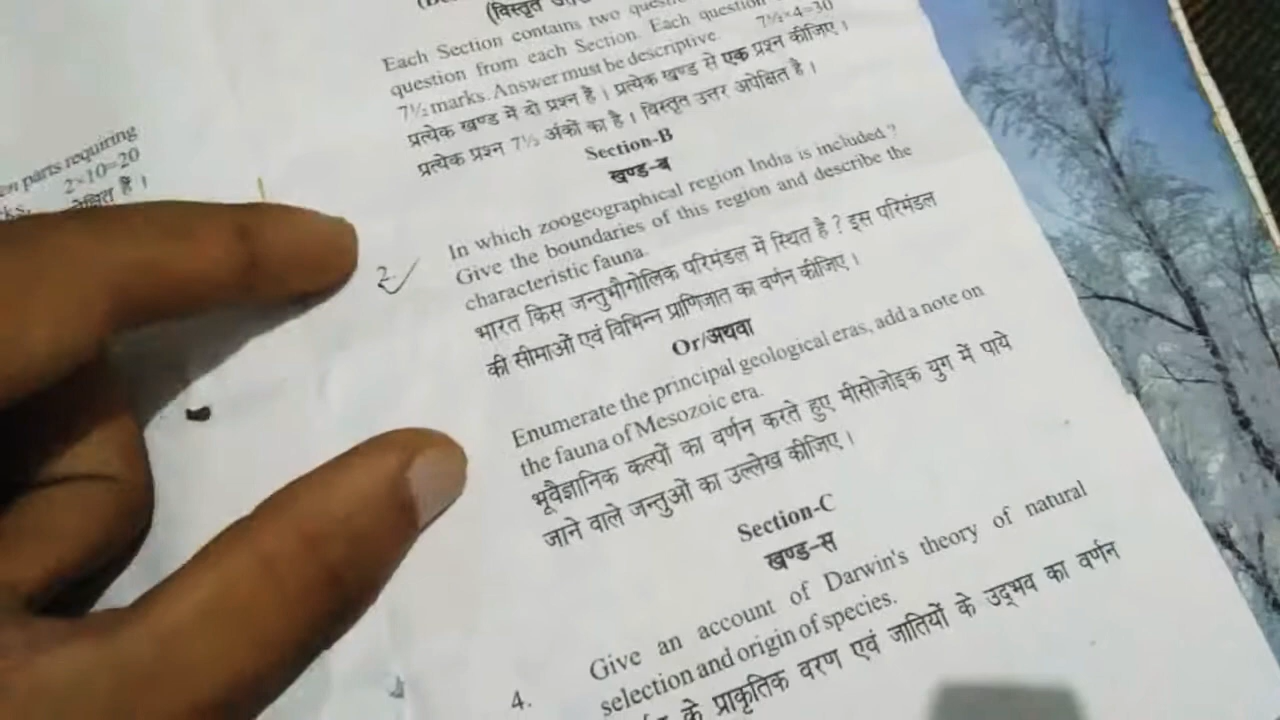 (विस्तृत
Each Section contains two
question from each Section. Each question
7½ marks. Answer must be descriptive. 7½×4=30
प्रत्येक खण्ड में दो प्रश्न हैं। प्रत्येक खण्ड से एक प्रश्न कीजिए।
प्रत्येक प्रश्न 7½ अंकों का है। विस्तृत उत्तर अपेक्षित है।
en parts requiring
2×10=20
ks.
हैं।
Section-B
खण्ड-ब
2. In which zoogeographical region India is included ?
Give the boundaries of this region and describe the
characteristic fauna.
भारत किस जन्तुभौगोलिक परिमंडल में स्थित है ? इस परिमंडल
की सीमाओं एवं विभिन्न प्राणिजात का वर्णन कीजिए।
Or/अथवा
Enumerate the principal geological eras, add a note on
the fauna of Mesozoic era.
भूवैज्ञानिक कल्पों का वर्णन करते हुए मीसोजोइक युग में पाये
जाने वाले जन्तुओं का उल्लेख कीजिए।
Section-C
खण्ड-स
4. Give an account of Darwin's theory of natural
selection and origin of species.
के प्राकृतिक वरण एवं जातियों के उद्भव का वर्णन